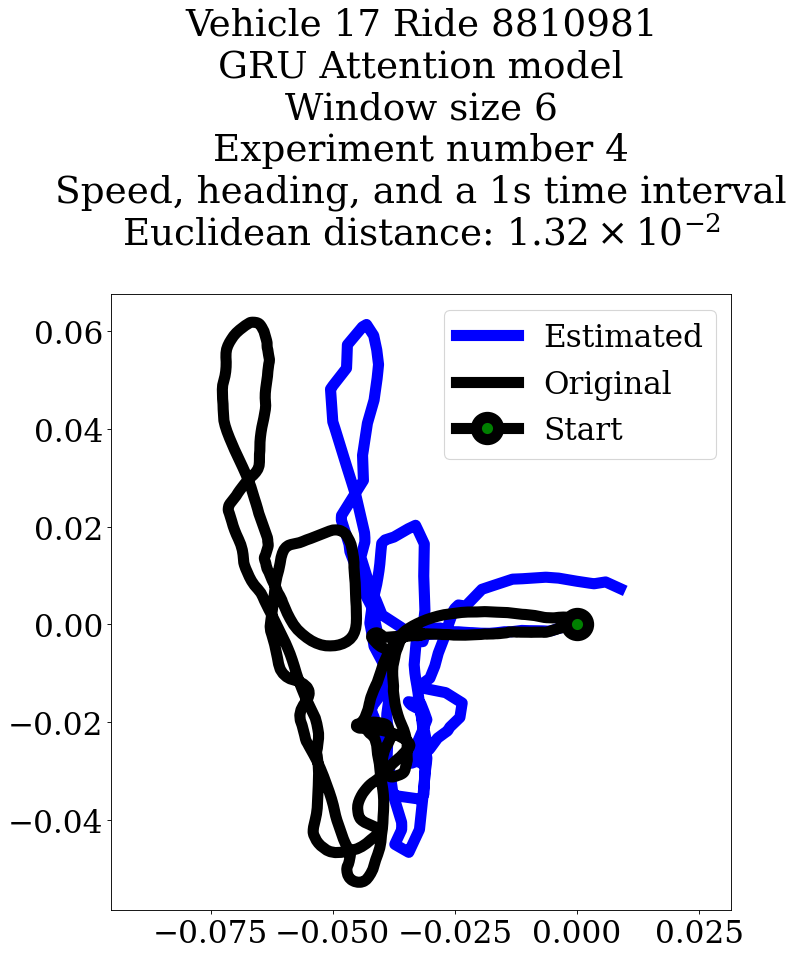 Vehicle 17 Ride 8810981
GRU Attention model
Window size 6
Experiment number 4
Speed, heading, and a 1s time interval
Euclidean distance: 1.32 × 10⁻²
Estimated
Original
Start
0.06
0.04
0.02
0.00
−0.02
−0.04
−0.075 −0.050 −0.025 0.000 0.025